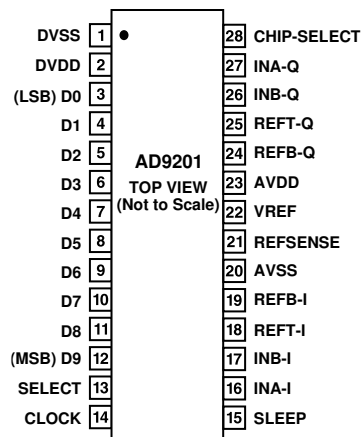 DVSS 1 28 CHIP-SELECT
DVDD 2 27 INA-Q
(LSB) D0 3 26 INB-Q
D1 4 25 REFT-Q
D2 5 24 REFB-Q
AD9201
D3 6 23 AVDD
TOP VIEW
D4 7 22 VREF
(Not to Scale)
D5 8 21 REFSENSE
D6 9 20 AVSS
D7 10 19 REFB-I
D8 11 18 REFT-I
(MSB) D9 12 17 INB-I
SELECT 13 16 INA-I
CLOCK 14 15 SLEEP